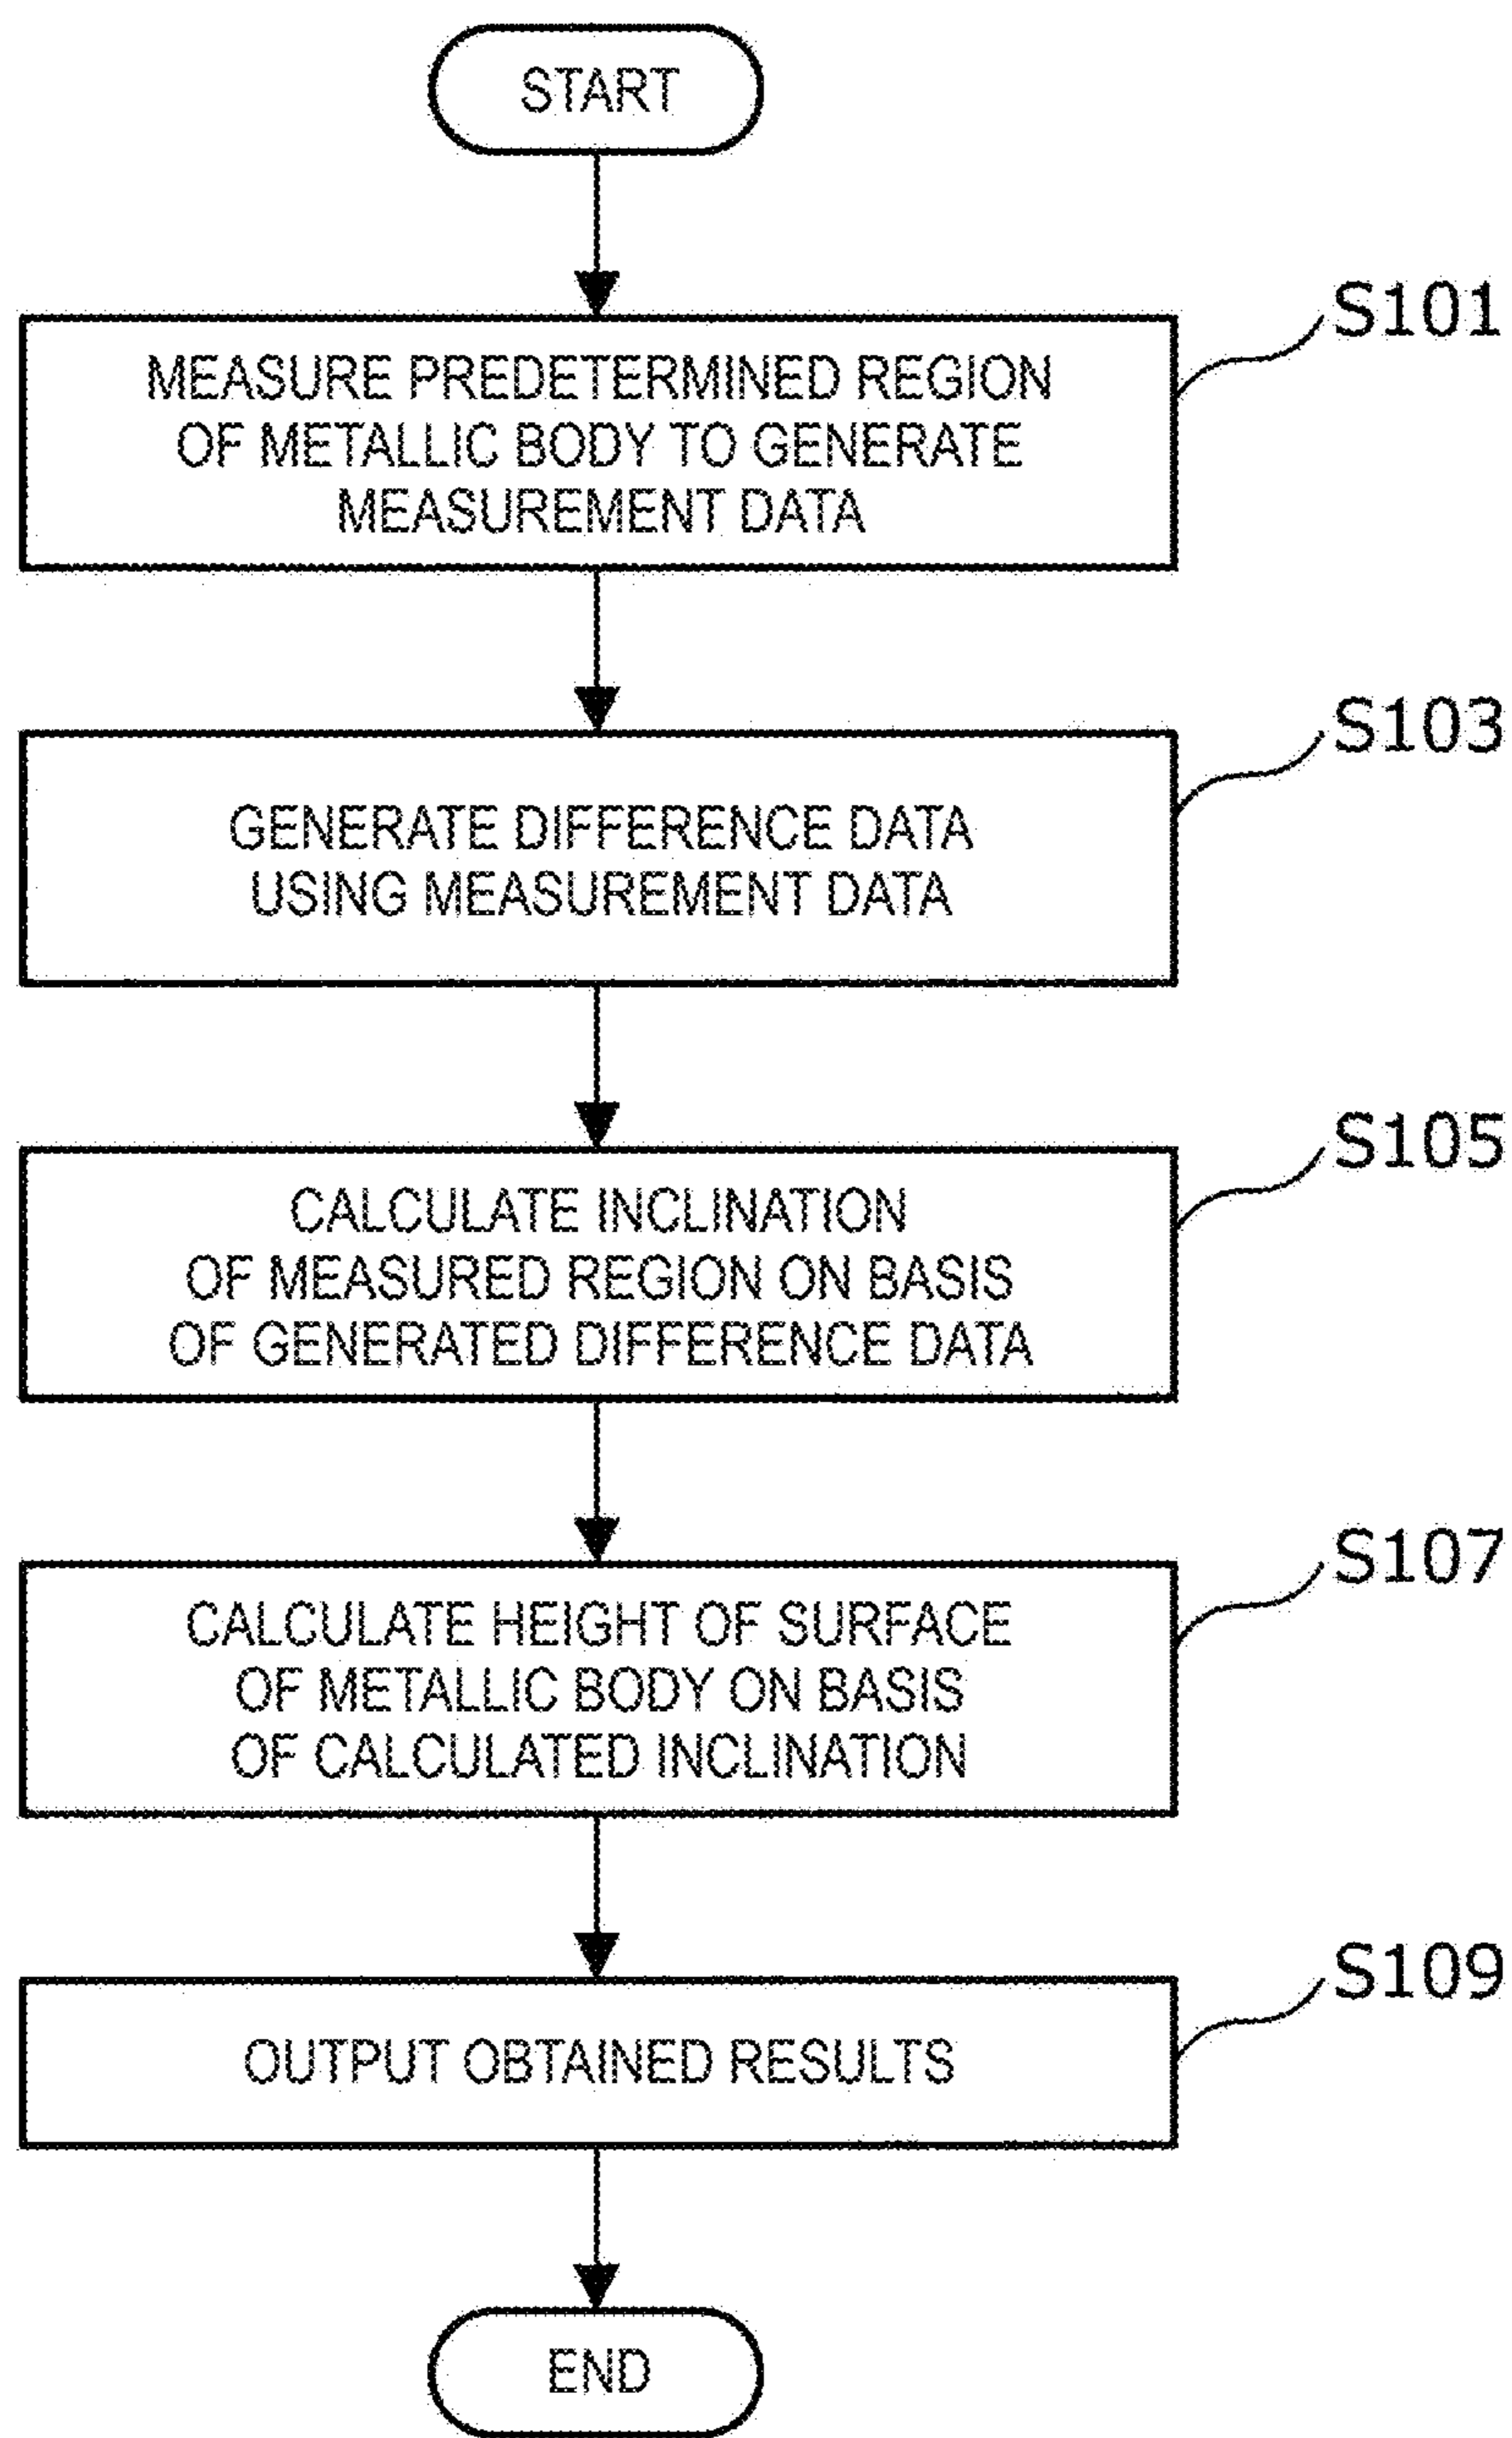 START
S101
MEASURE PREDETERMINED REGION
OF METALLIC BODY TO GENERATE
MEASUREMENT DATA
S103
GENERATE DIFFERENCE DATA
USING MEASUREMENT DATA
S105
CALCULATE INCLINATION
OF MEASURED REGION ON BASIS
OF GENERATED DIFFERENCE DATA
S107
CALCULATE HEIGHT OF SURFACE
OF METALLIC BODY ON BASIS
OF CALCULATED INCLINATION
S109
OUTPUT OBTAINED RESULTS
END